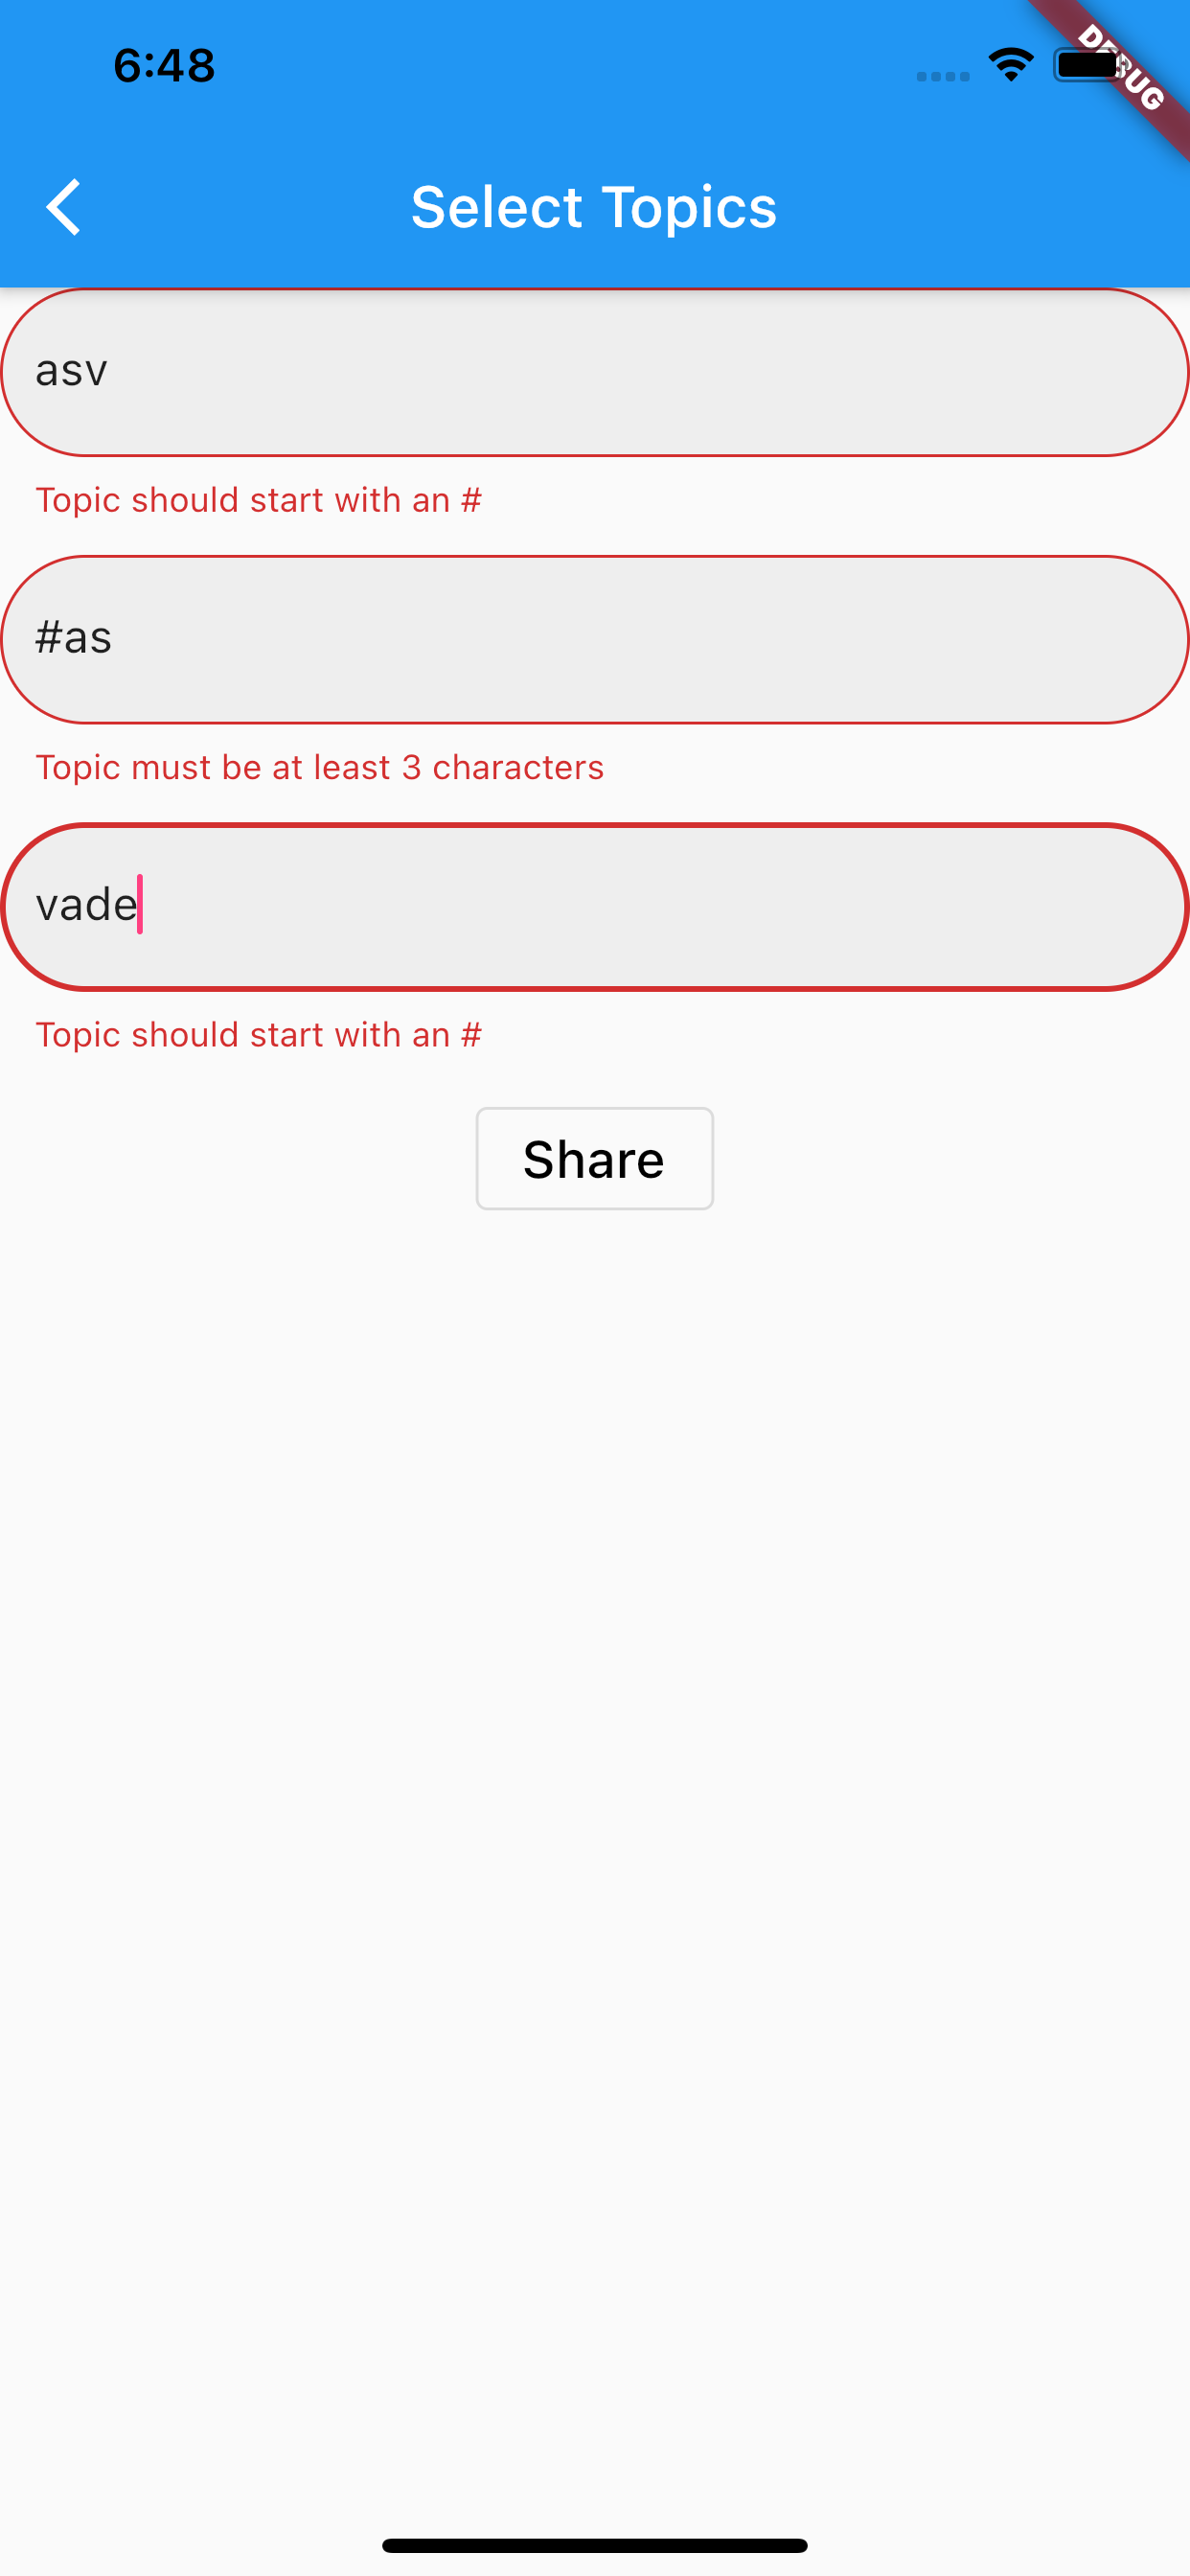 6:48
DEBUG
Select Topics
asv
Topic should start with an #
#as
Topic must be at least 3 characters
vade
Topic should start with an #
Share